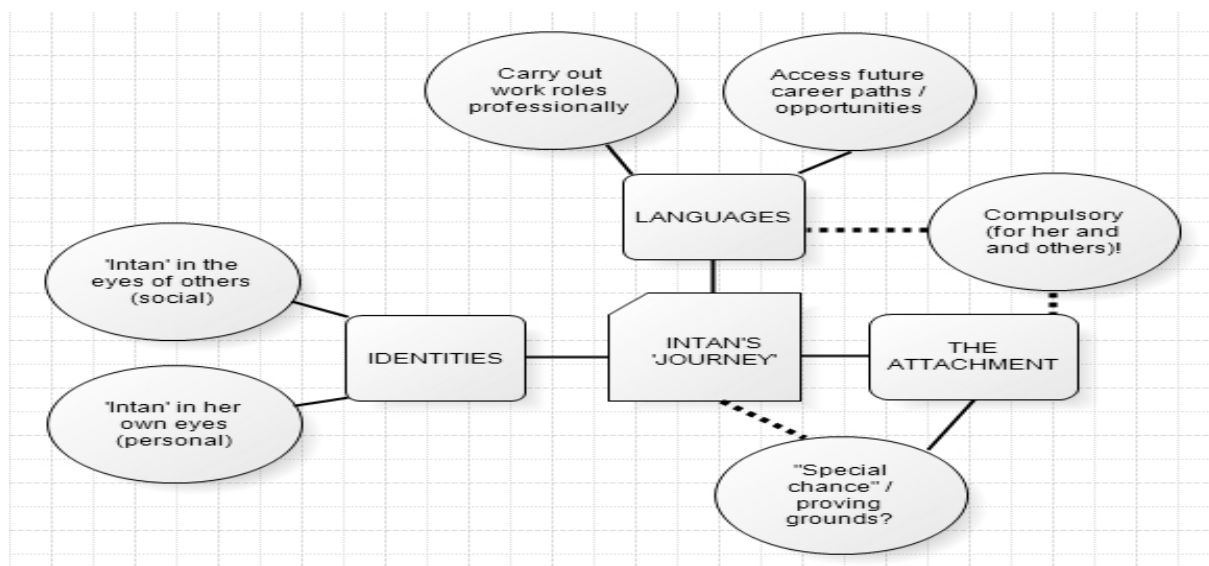 Carry out
work roles
professionally
Access future
career paths /
opportunities
LANGUAGES
Compulsory
(for her and
and others)!
'Intan' in the
eyes of others
(social)
IDENTITIES
INTAN'S
'JOURNEY'
THE
ATTACHMENT
'Intan' in her
own eyes
(personal)
"Special
chance" /
proving
grounds?